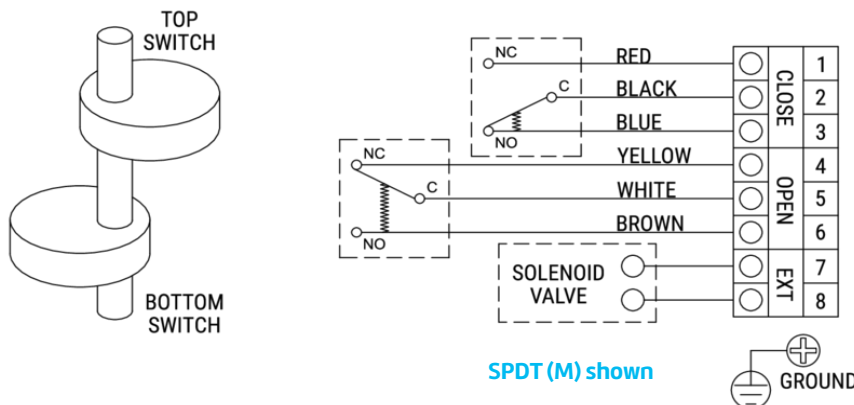 TOP
SWITCH
BOTTOM
SWITCH
NC
C
NO
RED
BLACK
BLUE
NC
C
NO
YELLOW
WHITE
BROWN
SOLENOID
VALVE
CLOSE
OPEN
EXT
1
2
3
4
5
6
7
8
SPDT (M) shown
GROUND